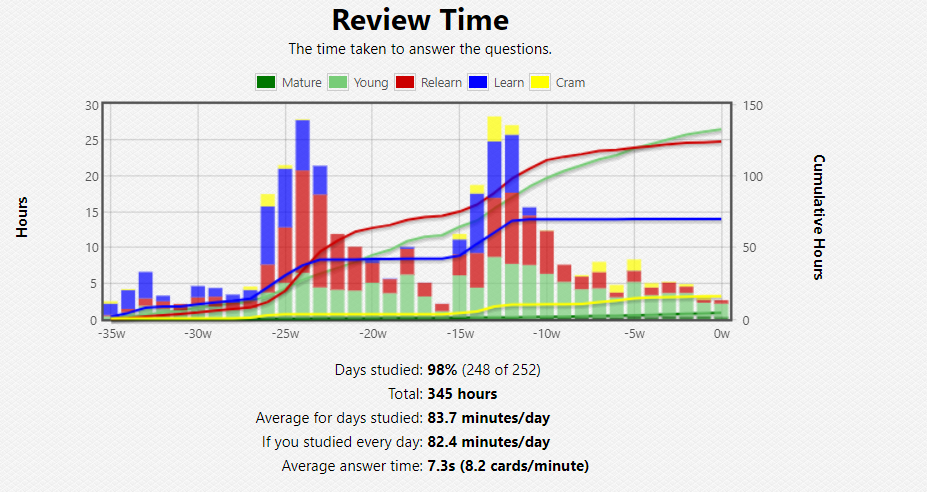 Review Time
The time taken to answer the questions.
Mature Young Relearn Learn Cram
30 150
25
20 100
15
10 50
5
0 0
Hours
Cumulative Hours
-35w -30w -25w -20w -15w -10w -5w 0w
Days studied: 98% (248 of 252)
Total: 345 hours
Average for days studied: 83.7 minutes/day
If you studied every day: 82.4 minutes/day
Average answer time: 7.3s (8.2 cards/minute)